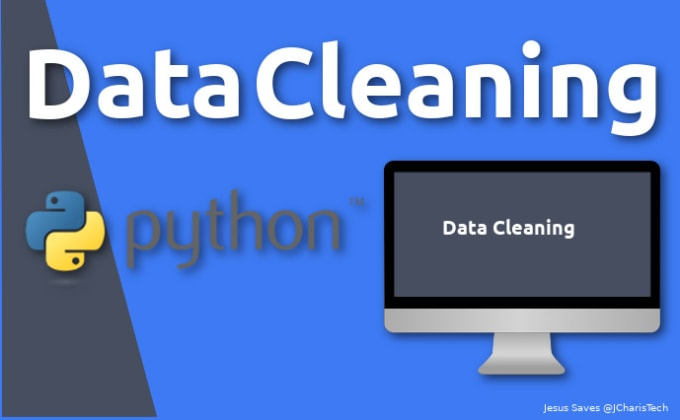 Data Cleaning
python™
Data Cleaning
Jesus Saves @JCharisTech